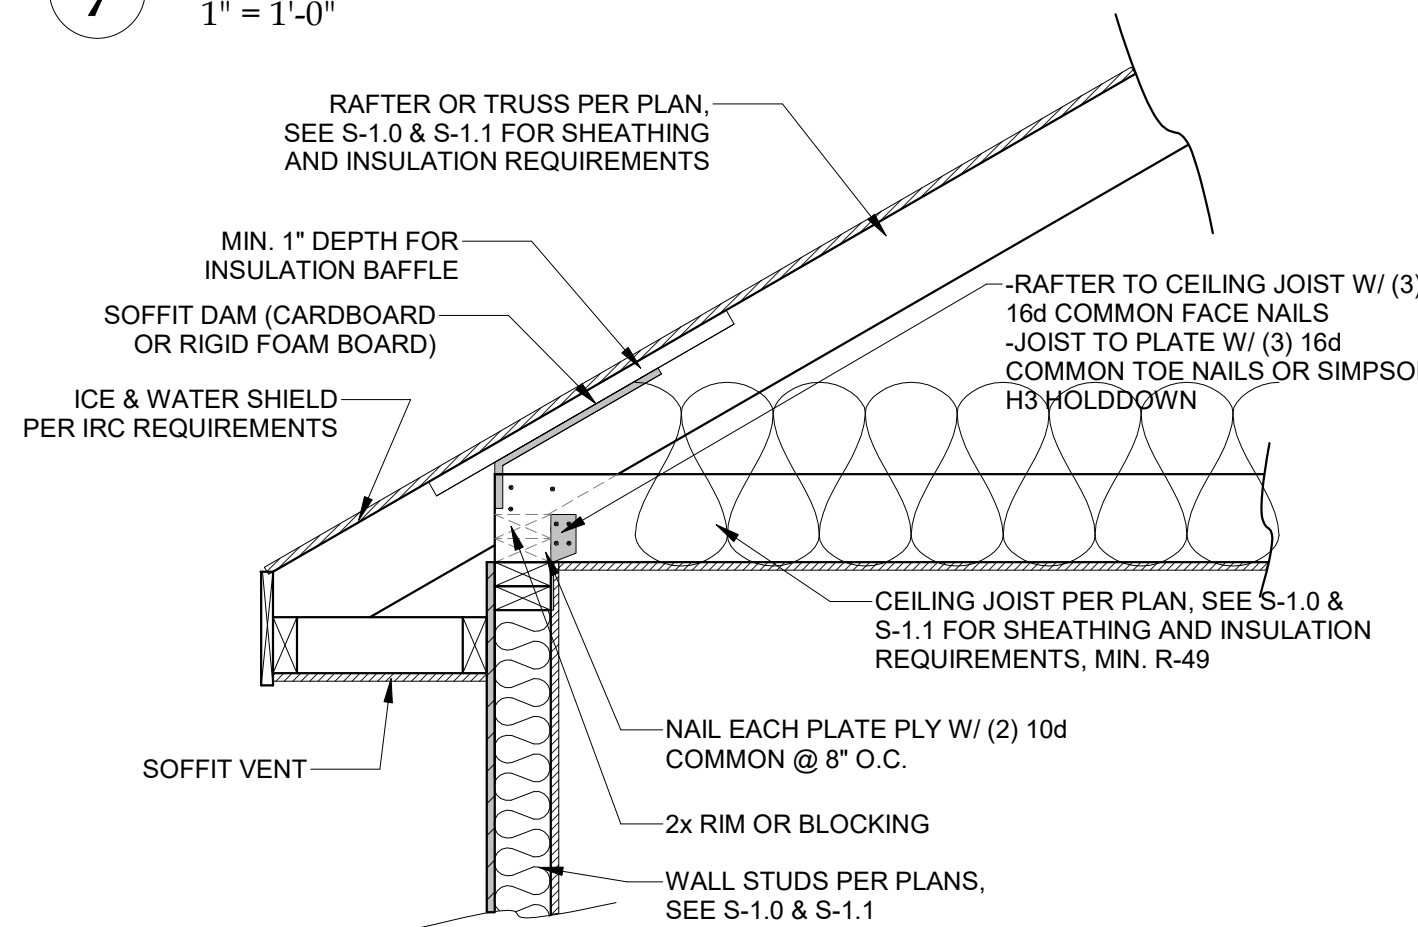 7
1" = 1'-0"
RAFTER OR TRUSS PER PLAN,
SEE S-1.0 & S-1.1 FOR SHEATHING
AND INSULATION REQUIREMENTS
MIN. 1" DEPTH FOR
INSULATION BAFFLE
SOFFIT DAM (CARDBOARD
OR RIGID FOAM BOARD)
ICE & WATER SHIELD
PER IRC REQUIREMENTS
-RAFTER TO CEILING JOIST W/ (3)
16d COMMON FACE NAILS
-JOIST TO PLATE W/ (3) 16d
COMMON TOE NAILS OR SIMPSO
H3 HOLDDOWN
CEILING JOIST PER PLAN, SEE S-1.0 &
S-1.1 FOR SHEATHING AND INSULATION
REQUIREMENTS, MIN. R-49
NAIL EACH PLATE PLY W/ (2) 10d
COMMON @ 8" O.C.
SOFFIT VENT
2x RIM OR BLOCKING
WALL STUDS PER PLANS,
SEE S-1.0 & S-1.1